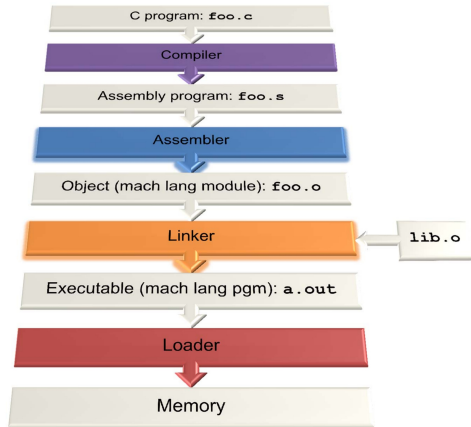 C program: foo.c
Compiler
Assembly program: foo.s
Assembler
Object (mach lang module): foo.o
Linker
lib.o
Executable (mach lang pgm): a.out
Loader
Memory